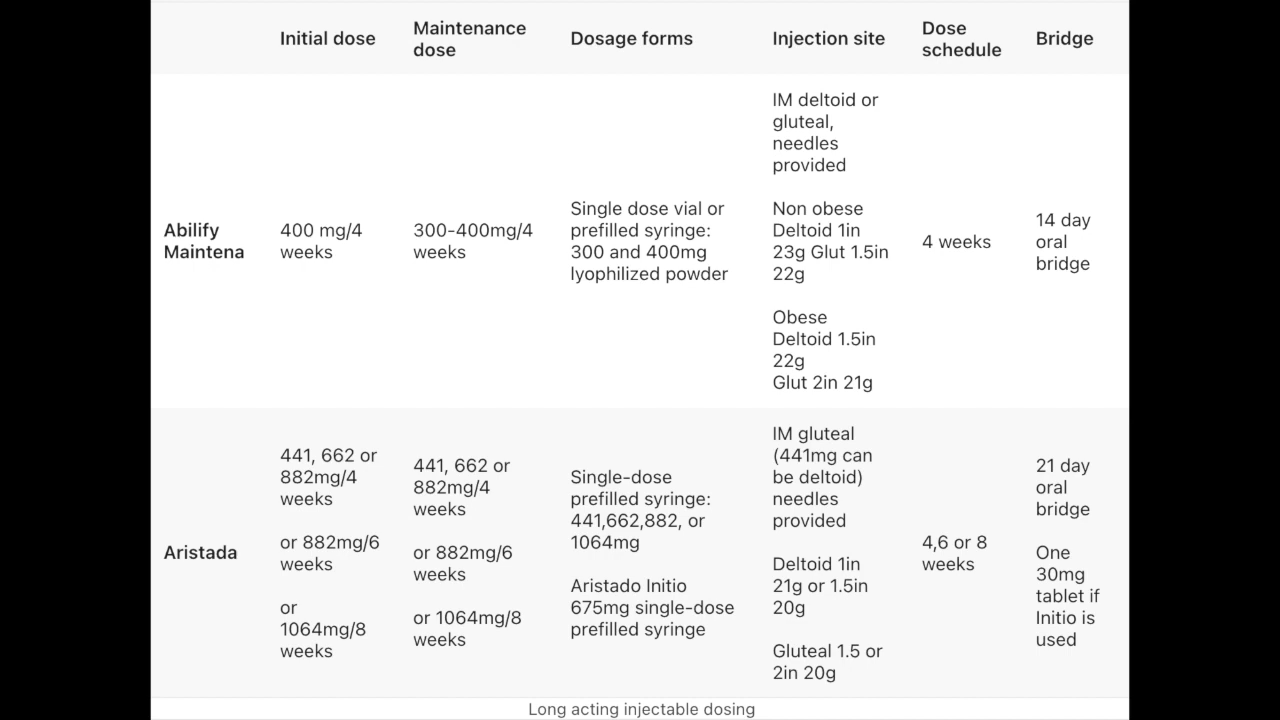 Initial dose
Maintenance
dose
Dosage forms
Injection site
Dose
schedule
Bridge
Abilify
Maintena
400 mg/4
weeks
300-400mg/4
weeks
Single dose vial or
prefilled syringe:
300 and 400mg
lyophilized powder
IM deltoid or
gluteal,
needles
provided
Non obese
Deltoid 1in
23g Glut 1.5in
22g
Obese
Deltoid 1.5in
22g
Glut 2in 21g
4 weeks
14 day
oral
bridge
Aristada
441, 662 or
882mg/4
weeks
or 882mg/6
weeks
or
1064mg/8
weeks
441, 662 or
882mg/4
weeks
or 882mg/6
weeks
or 1064mg/8
weeks
Single-dose
prefilled syringe:
441,662,882, or
1064mg
Aristado Initio
675mg single-dose
prefilled syringe
IM gluteal
(441mg can
be deltoid)
needles
provided
Deltoid 1in
21g or 1.5in
20g
Gluteal 1.5 or
2in 20g
4,6 or 8
weeks
21 day
oral
bridge
One
30mg
tablet if
Initio is
used
Long acting injectable dosing